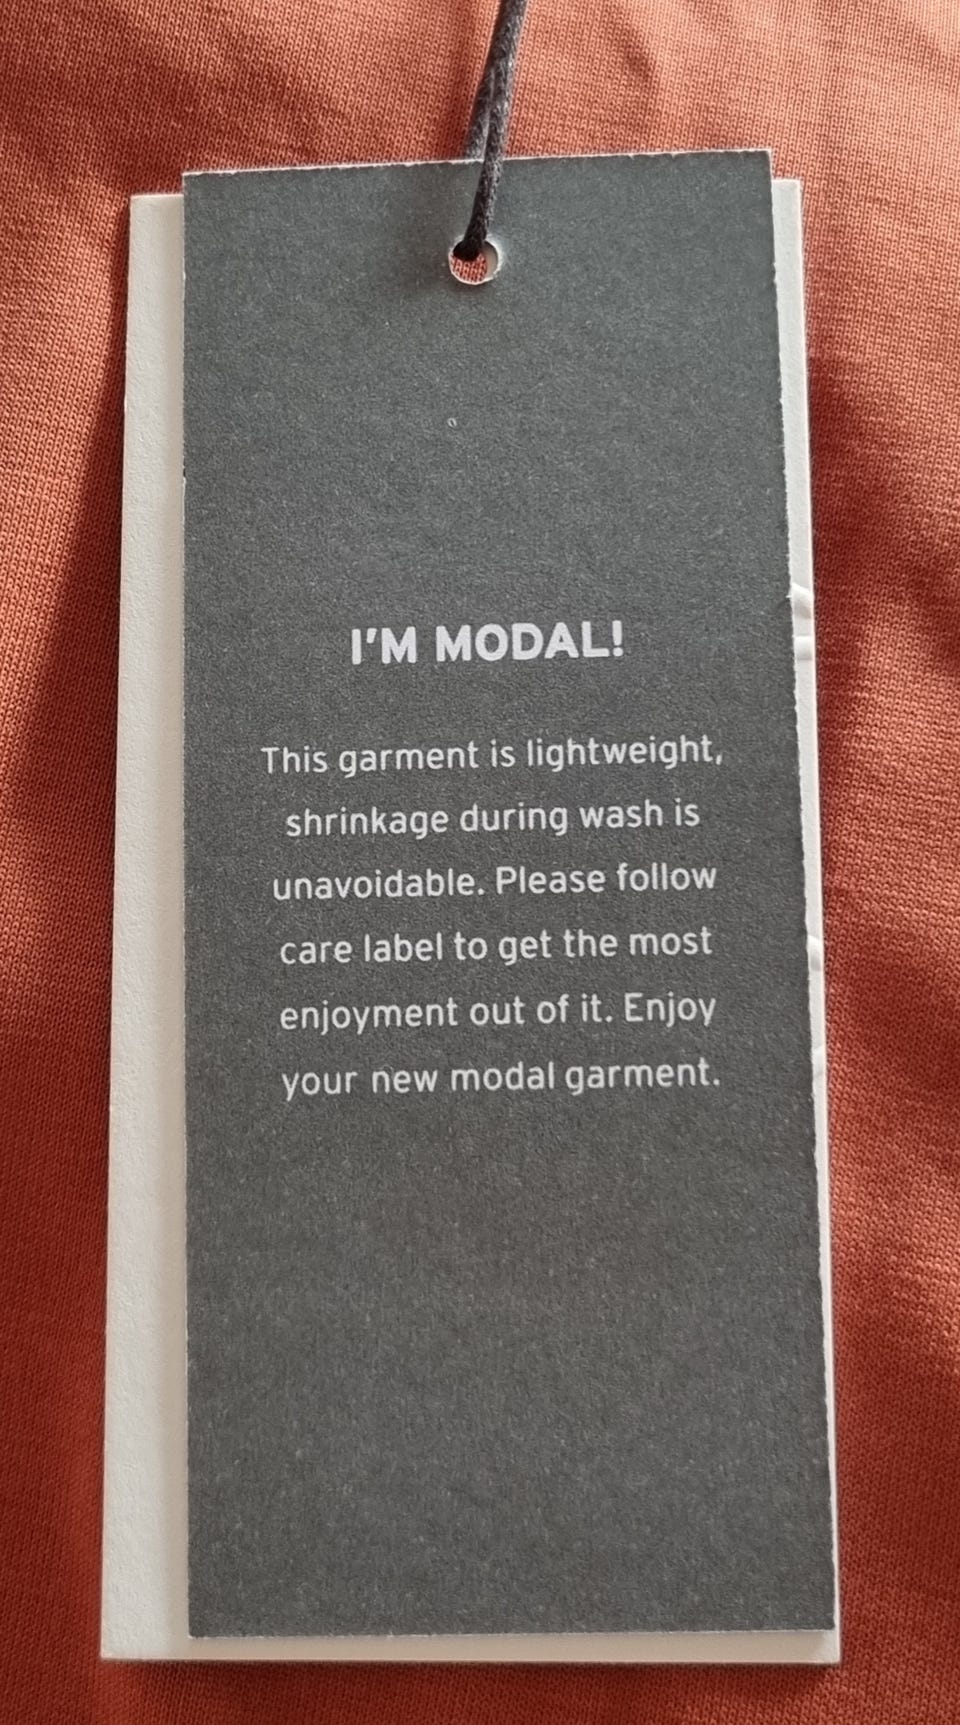 I'M MODAL!
This garment is lightweight,
shrinkage during wash is
unavoidable. Please follow
care label to get the most
enjoyment out of it. Enjoy
your new modal garment.